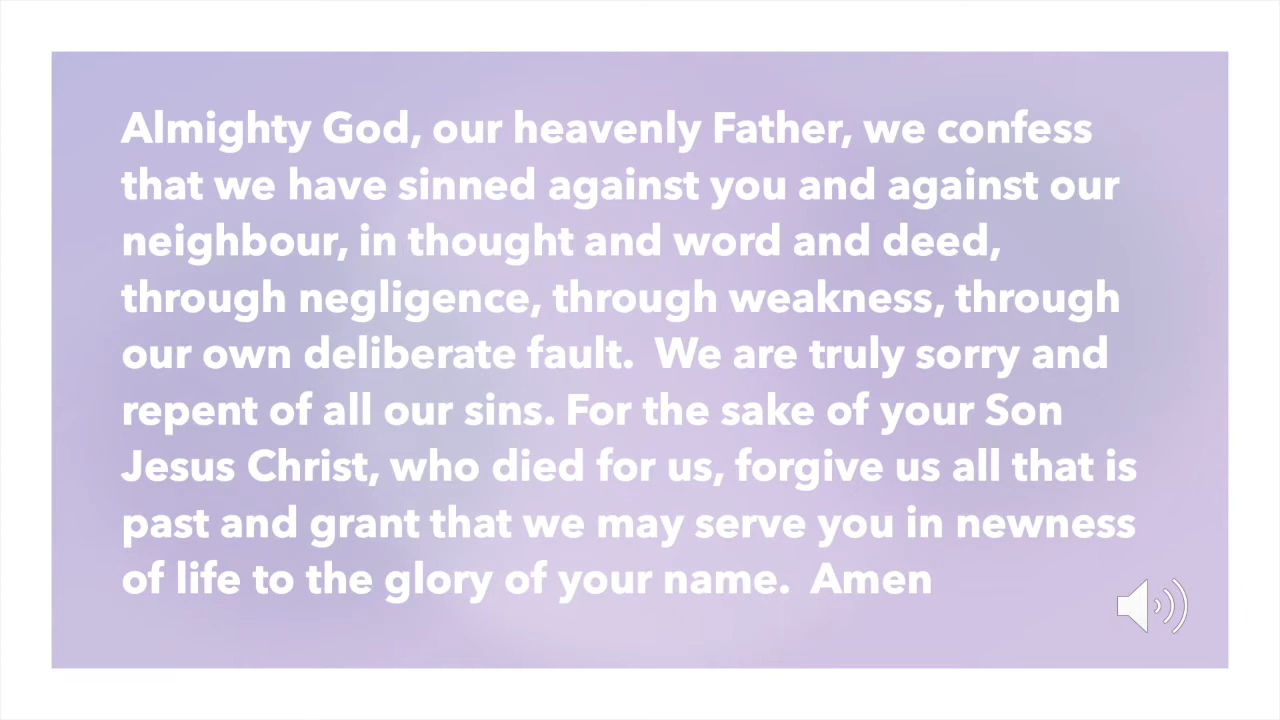 Almighty God, our heavenly Father, we confess
that we have sinned against you and against our
neighbour, in thought and word and deed,
through negligence, through weakness, through
our own deliberate fault.  We are truly sorry and
repent of all our sins. For the sake of your Son
Jesus Christ, who died for us, forgive us all that is
past and grant that we may serve you in newness
of life to the glory of your name.  Amen